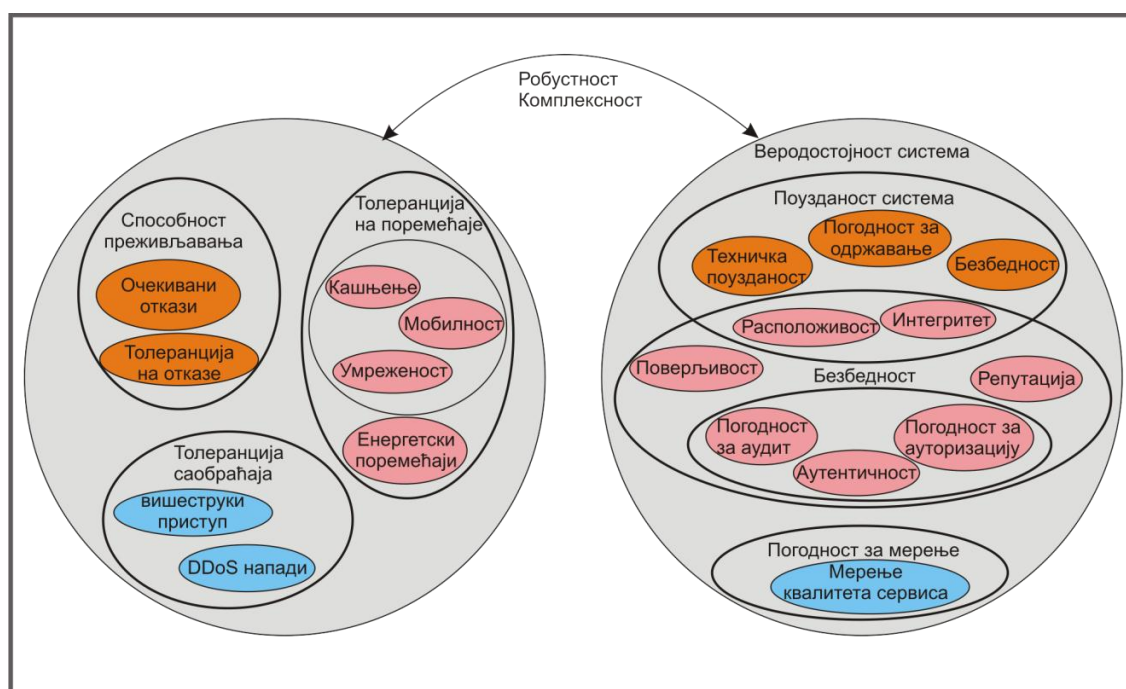 Робустност
Комплексност
Способност
преживљавања
Очекивани
откази
Толеранција
на отказе
Толеранција
на поремећаје
Кашњење
Мобилност
Умреженост
Енергетски
поремећаји
Толеранција
саобраћаја
вишеструки
приступ
DDoS напади
Веродостојност система
Поузданост система
Техничка
поузданост
Погодност за
одржавање
Безбедност
Расположивост
Интегритет
Поверљивост
Безбедност
Репутација
Погодност
за аудит
Аутентичност
Погодност за
ауторизацију
Погодност за мерење
Мерење
квалитета сервиса